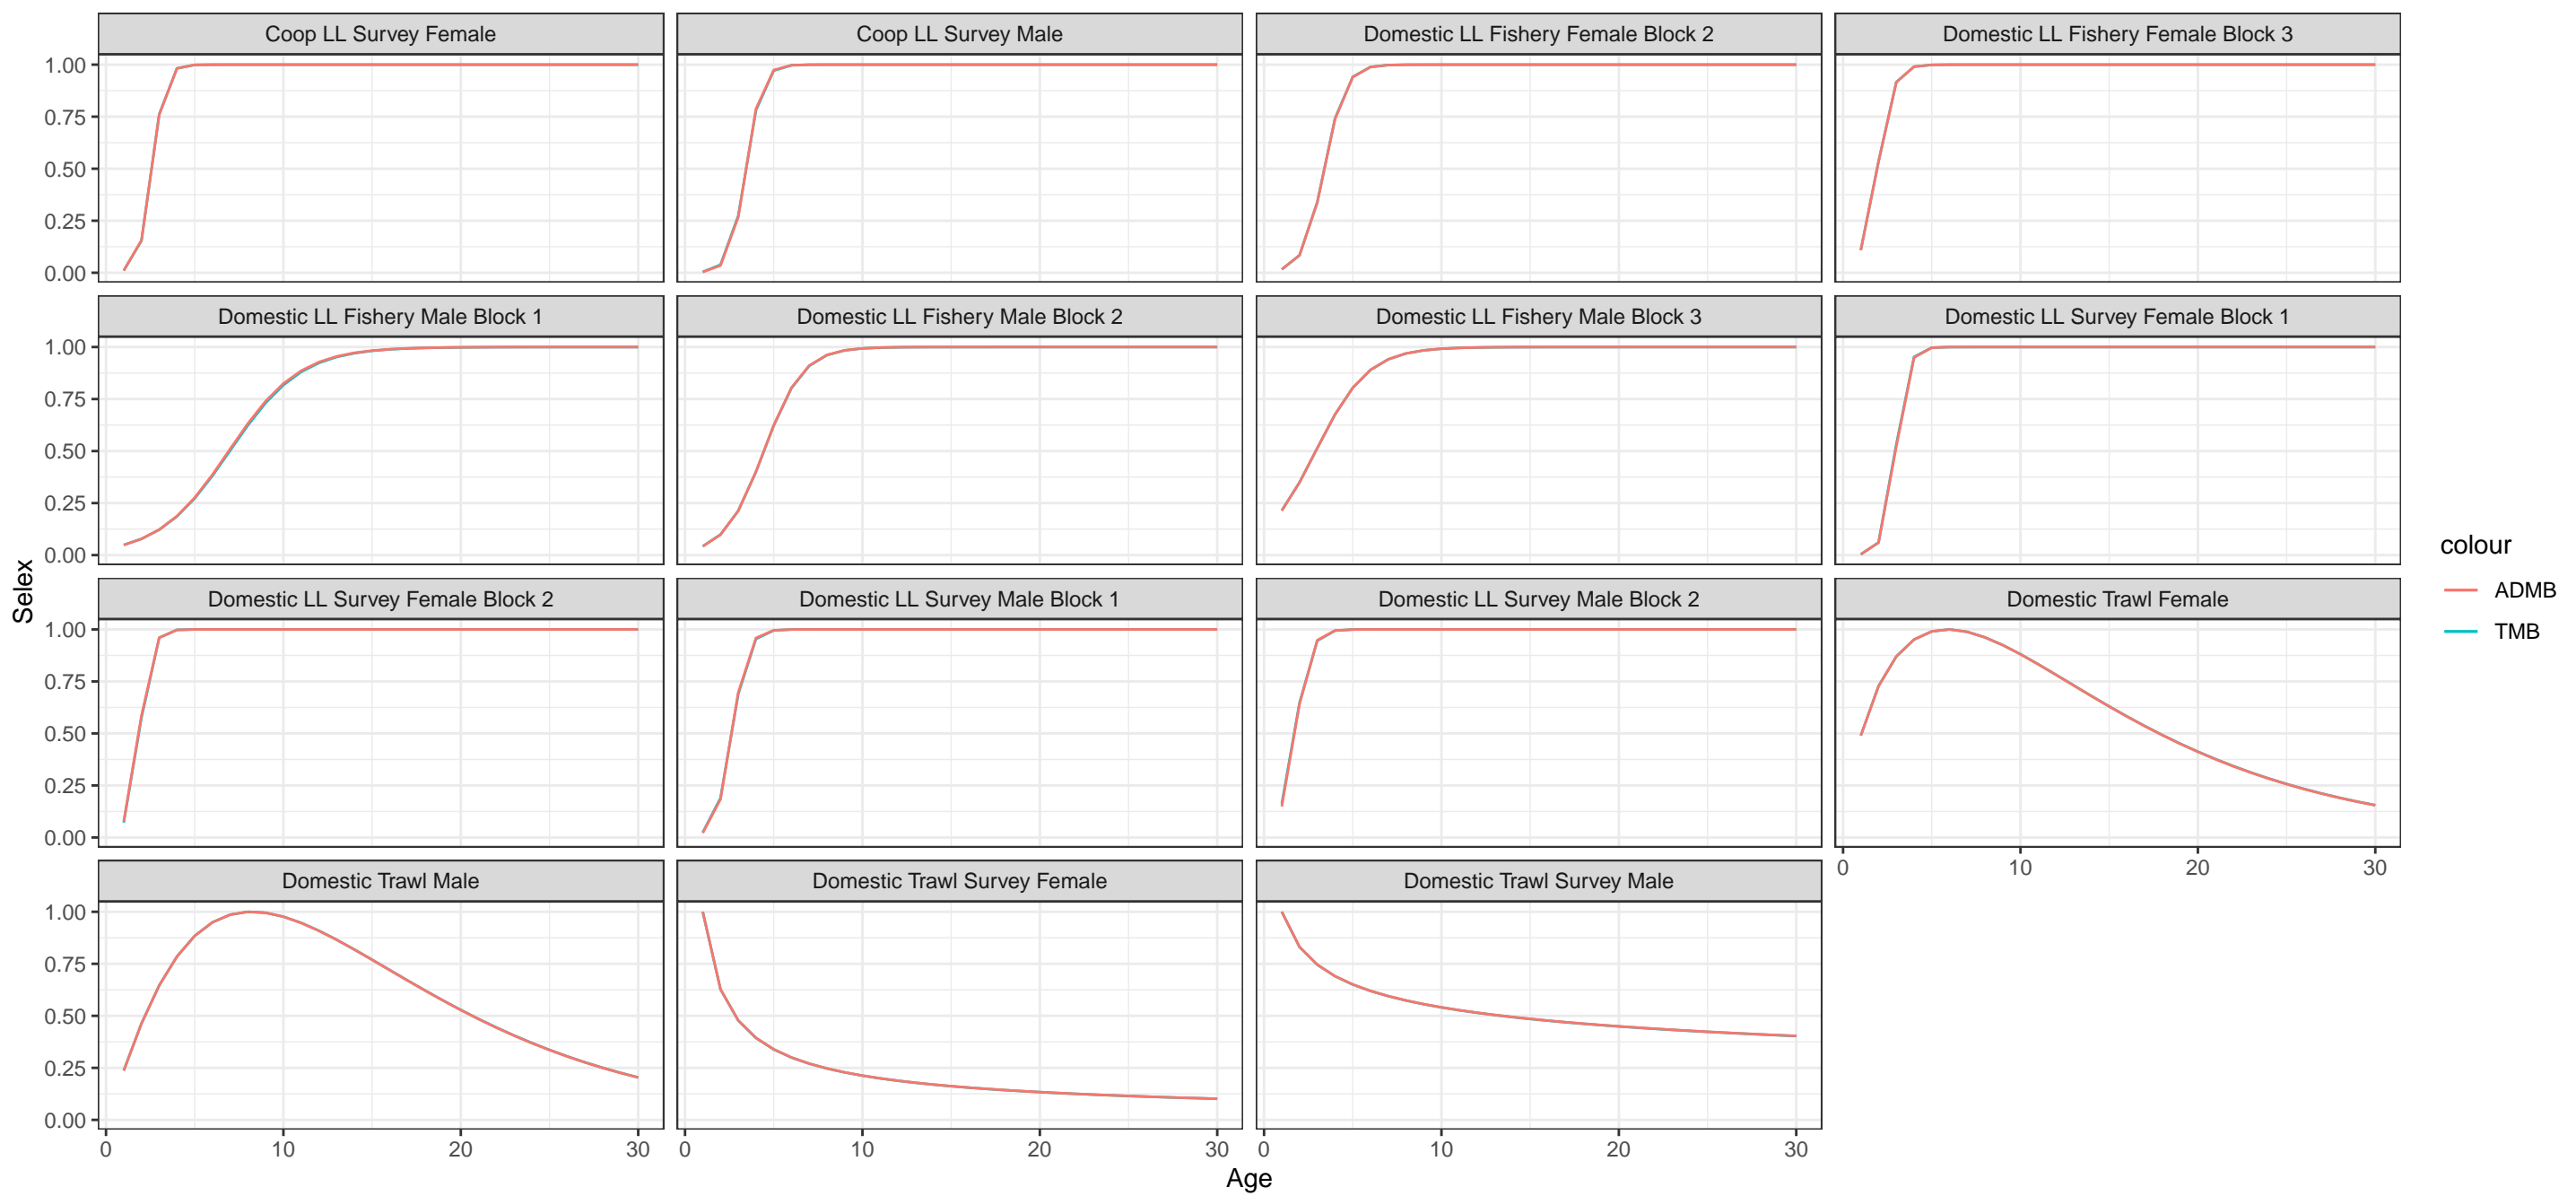 Coop LL Survey Female
Coop LL Survey Male
Domestic LL Fishery Female Block 2
Domestic LL Fishery Female Block 3
1.00
0.75
0.50
0.25
0.00
Domestic LL Fishery Male Block 1
Domestic LL Fishery Male Block 2
Domestic LL Fishery Male Block 3
Domestic LL Survey Female Block 1
1.00
0.75
0.50
0.25
0.00
Domestic LL Survey Female Block 2
Domestic LL Survey Male Block 1
Domestic LL Survey Male Block 2
Domestic Trawl Female
1.00
0.75
0.50
0.25
0.00
0 10 20 30
Domestic Trawl Male
Domestic Trawl Survey Female
Domestic Trawl Survey Male
1.00
0.75
0.50
0.25
0.00
0 10 20 30
0 10 20 30
0 10 20 30
Age
Selex
colour
ADMB
TMB